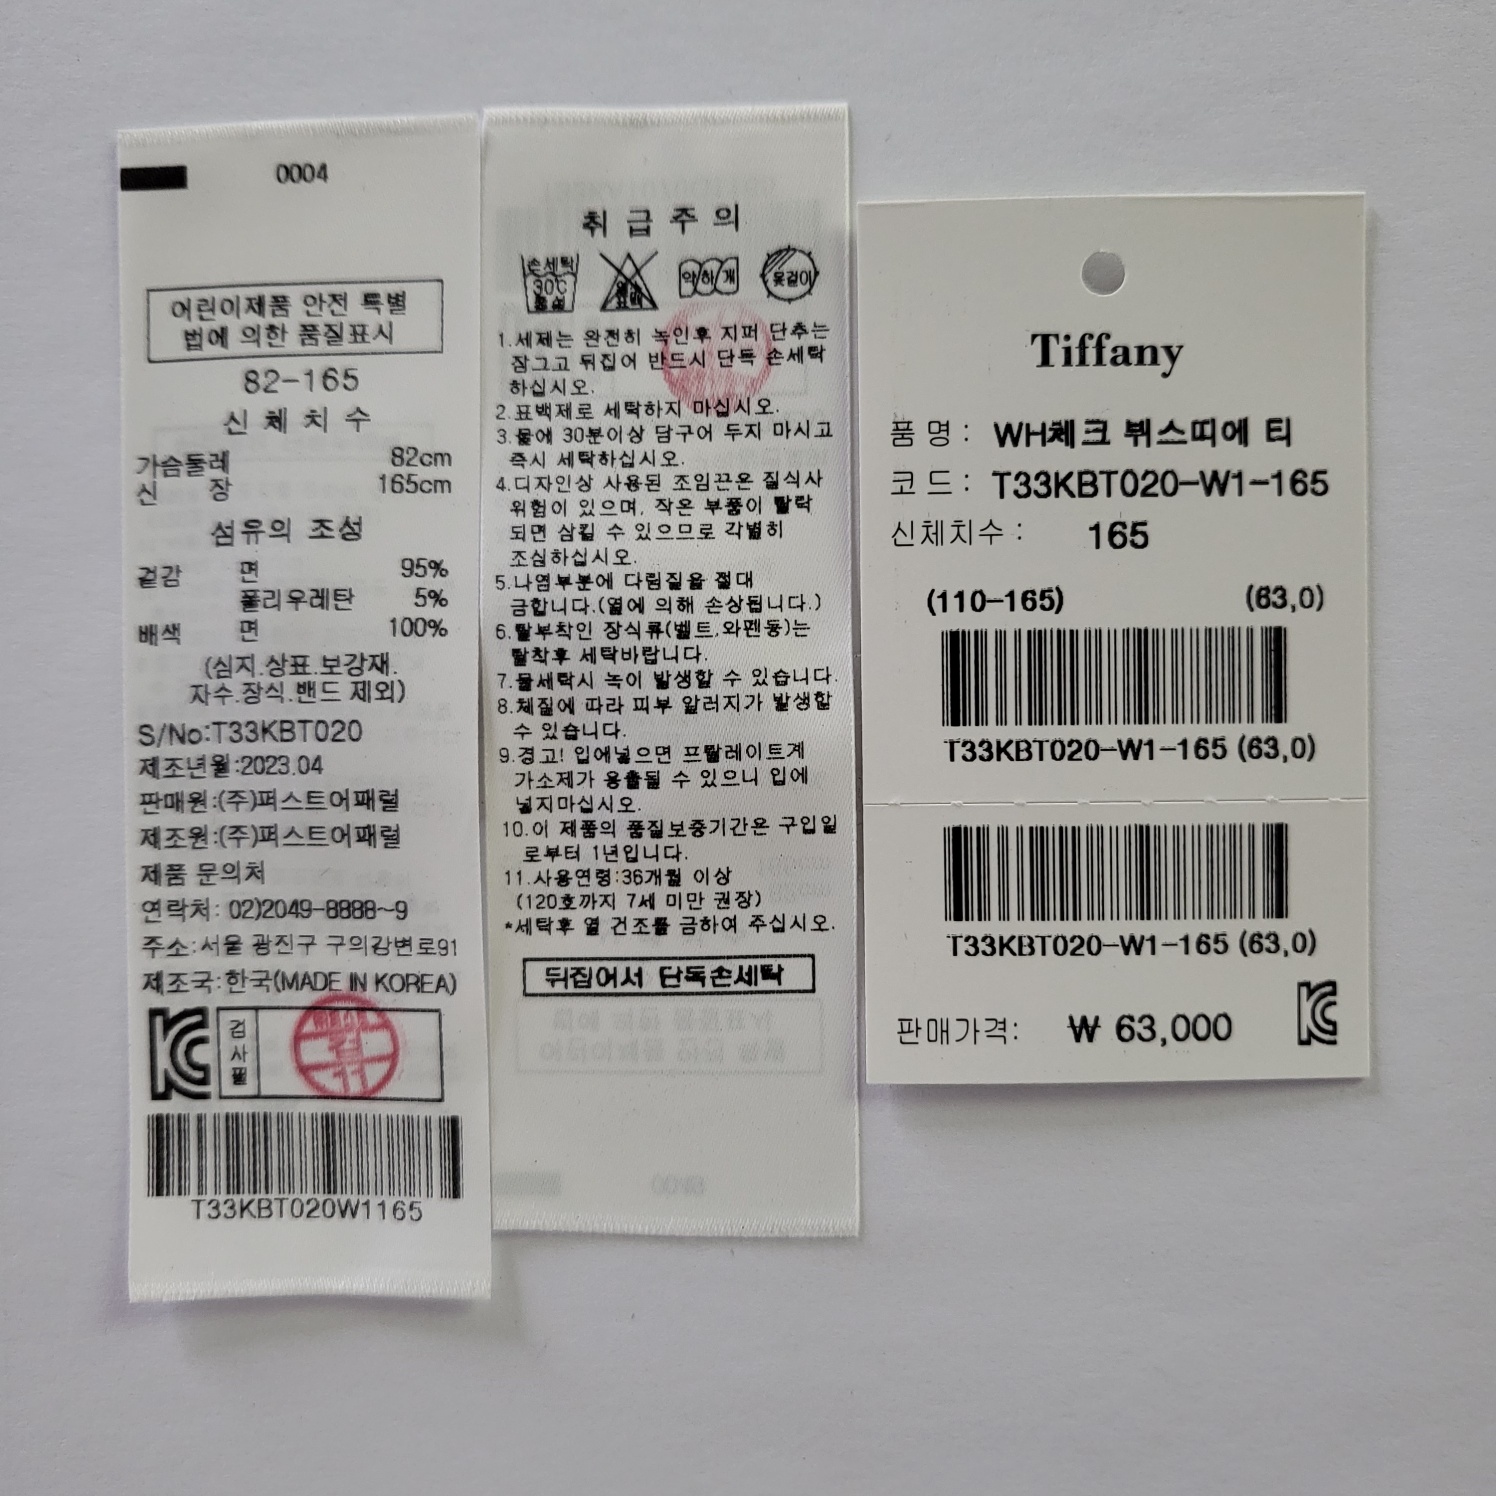 0004
어린이제품 안전 특별
법에 의한 품질표시
82-165
신 체 치 수
가슴둘레 82cm
신 장 165cm
섬유의 조성
겉감 면 95%
폴리우레탄 5%
배색 면 100%
(심지.상표.보강재.
자수.장식.밴드 제외)
S/No:T33KBT020
제조년월:2023.04
판매원:(주)퍼스트어패럴
제조원:(주)퍼스트어패럴
제품 문의처
연락처: 02)2049-8888~9
주소:서울 광진구 구의강변로91
제조국:한국(MADE IN KOREA)
검사필
T33KBT020W1165
취 급 주 의
손세탁
30℃
중성
약하게
옷걸이
1.세제는 완전히 녹인후 지퍼 단추는
잠그고 뒤집어 반드시 단독 손세탁
하십시오.
2.표백제로 세탁하지 마십시오.
3.물에 30분이상 담구어 두지 마시고
즉시 세탁하십시오.
4.디자인상 사용된 조임끈은 질식사
위험이 있으며, 작은 부품이 탈락
되면 삼킬 수 있으므로 각별히
조심하십시오.
5.나염부분에 다림질을 절대
금합니다.(열에 의해 손상됩니다.)
6.탈부착인 장식류(벨트,와펜등)는
탈착후 세탁바랍니다.
7.물세탁시 녹이 발생할 수 있습니다.
8.체질에 따라 피부 알러지가 발생할
수 있습니다.
9.경고! 입에넣으면 프탈레이트계
가소제가 용출될 수 있으니 입에
넣지마십시오.
10.이 제품의 품질보증기간은 구입일
로부터 1년입니다.
11.사용연령:36개월 이상
(120호까지 7세 미만 권장)
*세탁후 열 건조를 금하여 주십시오.
뒤집어서 단독손세탁
Tiffany
품 명 : WH체크 뷔스띠에 티
코 드 : T33KBT020-W1-165
신체치수 : 165
(110-165) (63,0)
T33KBT020-W1-165 (63,0)
T33KBT020-W1-165 (63,0)
판매가격: ₩ 63,000